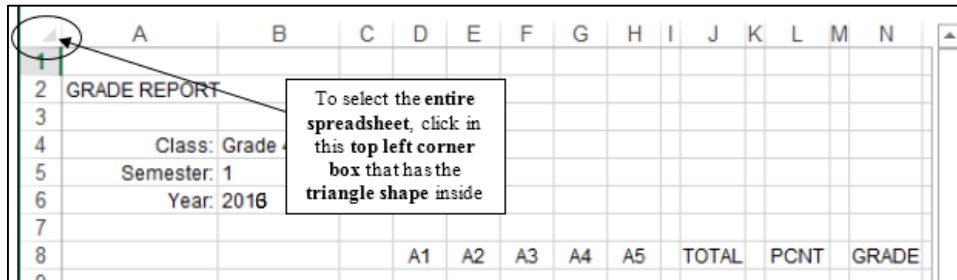 A B C D E F G H I J K L M N
1
2 GRADE REPORT
3
4 Class: Grade
5 Semester: 1
6 Year:
7
8 A1 A2 A3 A4 A5 TOTAL PCNT GRADE
To select the entire
spreadsheet, click in
this top left corner
box that has the
triangle shape inside